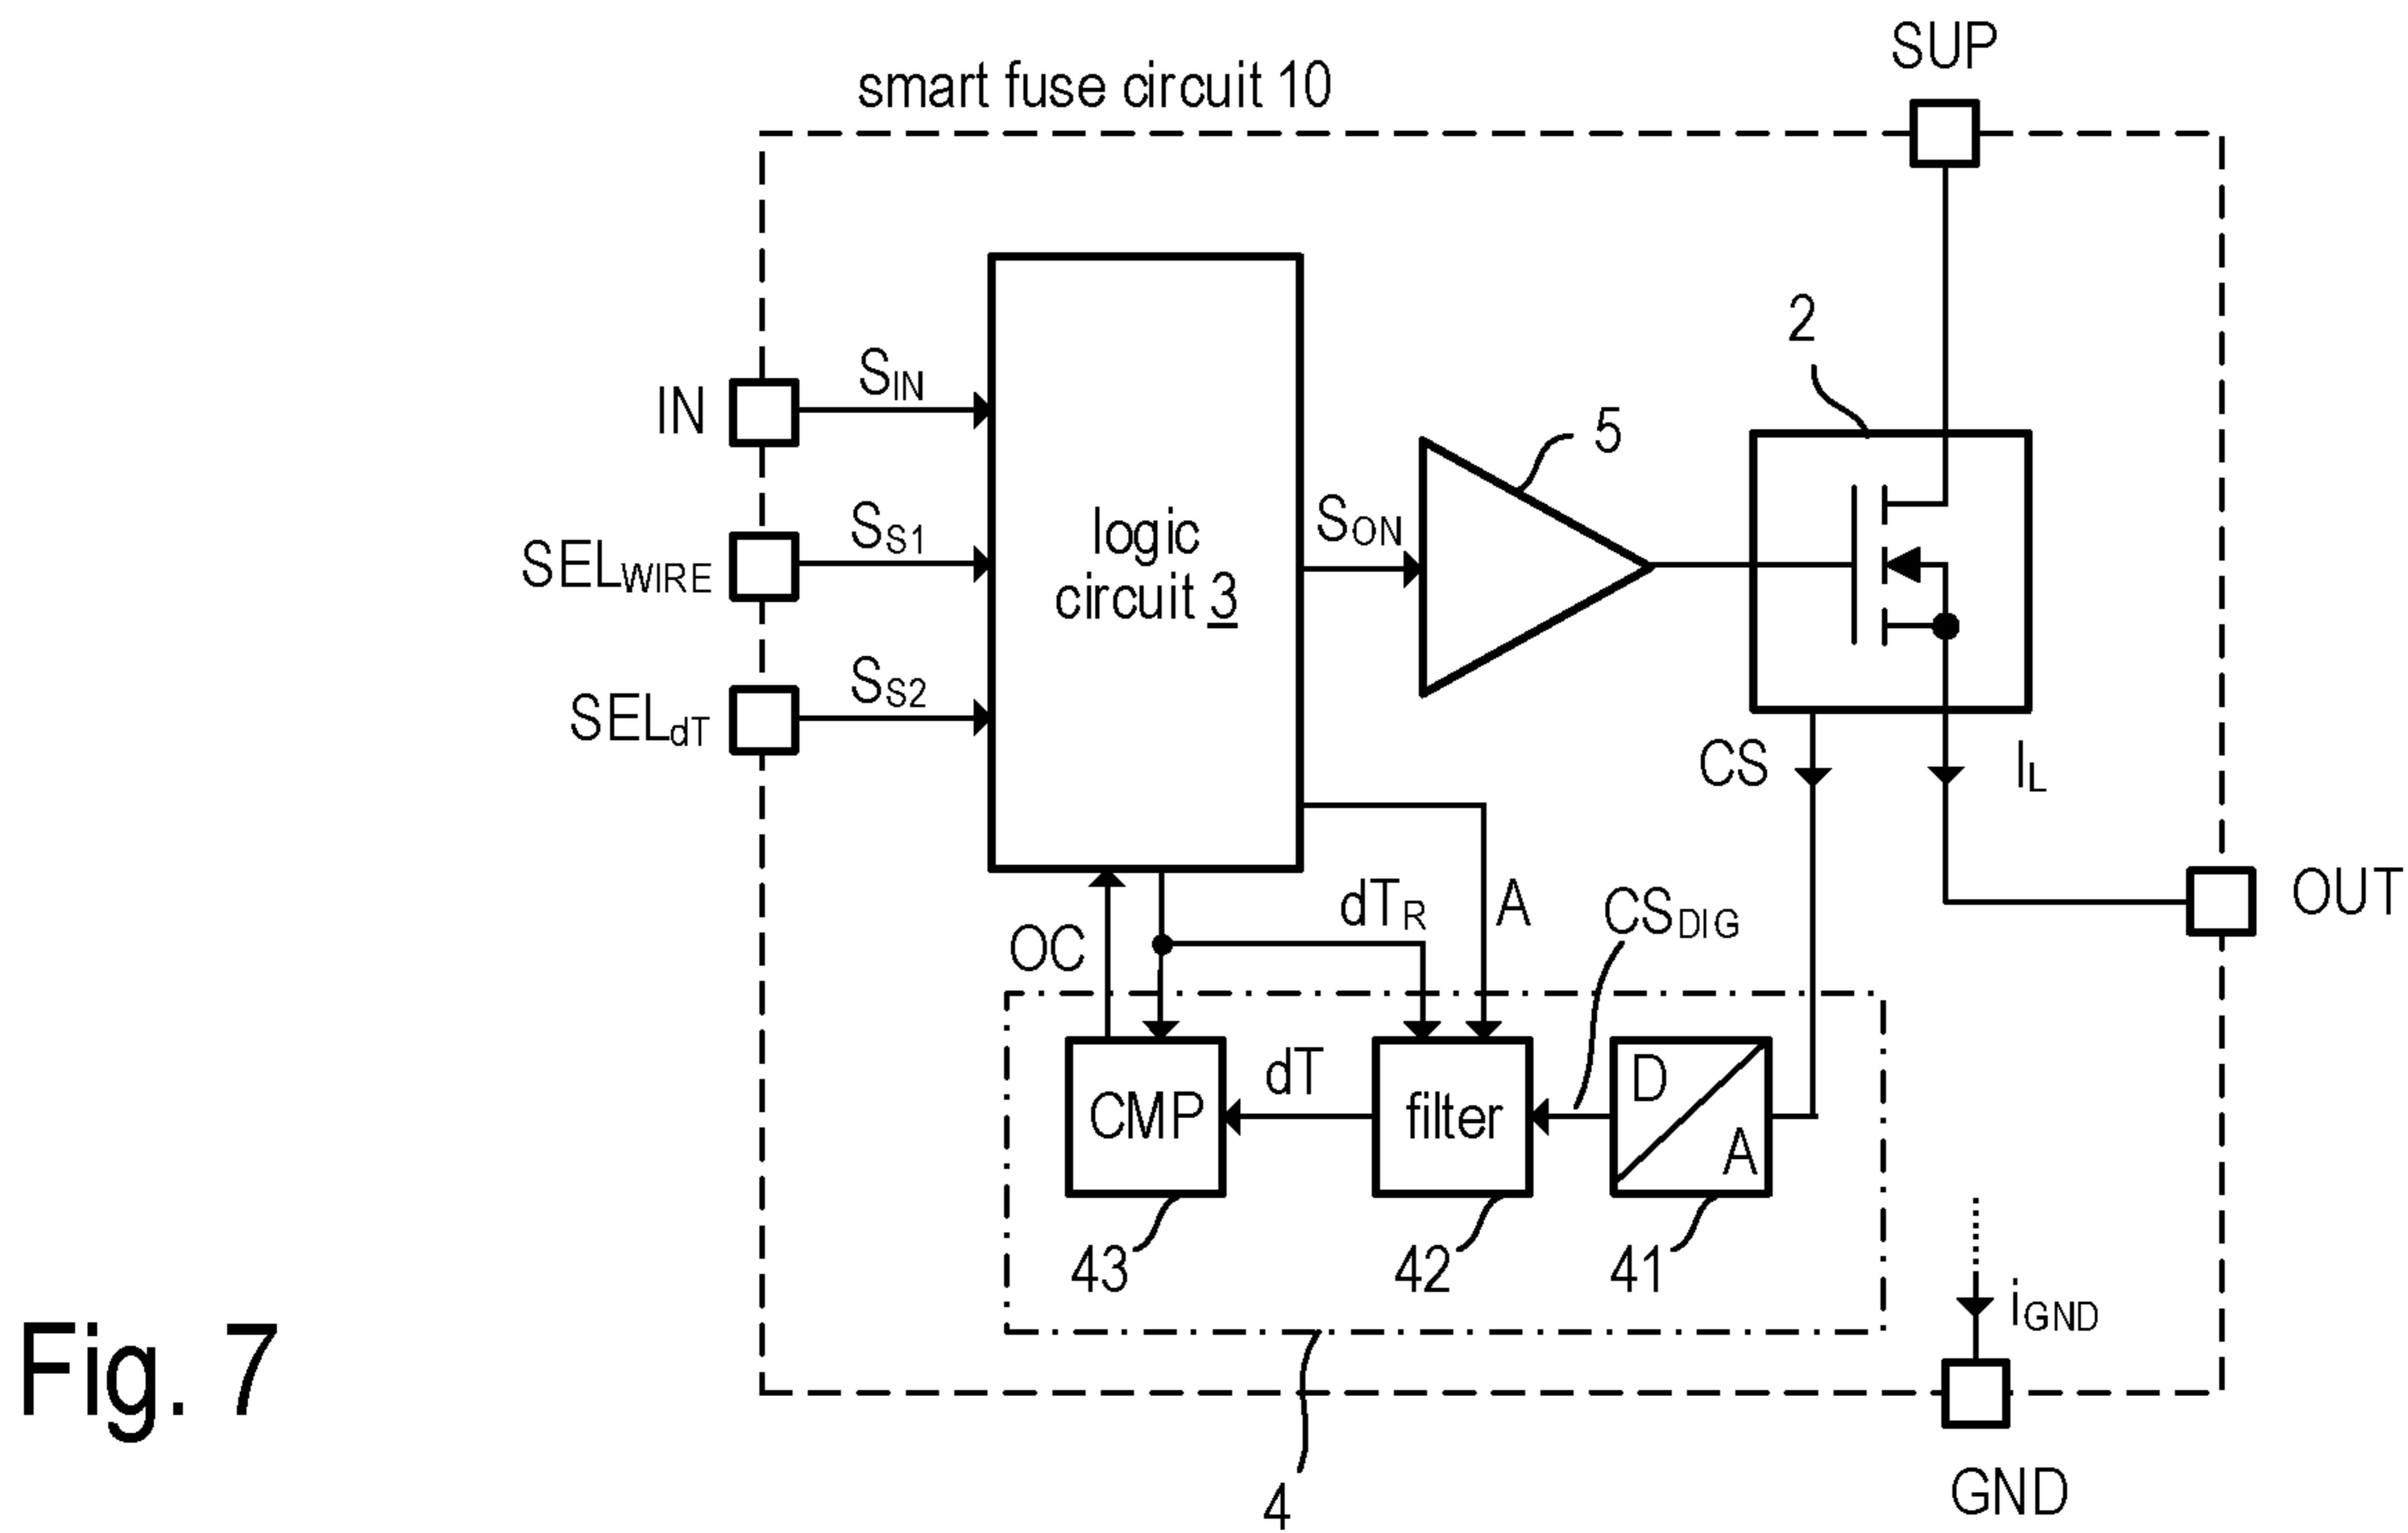 SUP
smart fuse circuit 10
2
IN
SIN
5
SELWIRE
SS1
logic
circuit 3
SON
SELdT
SS2
CS
IL
OC
dTR
A
CSDIG
OUT
CMP
dT
filter
D
A
43
42
41
iGND
Fig. 7
4
GND